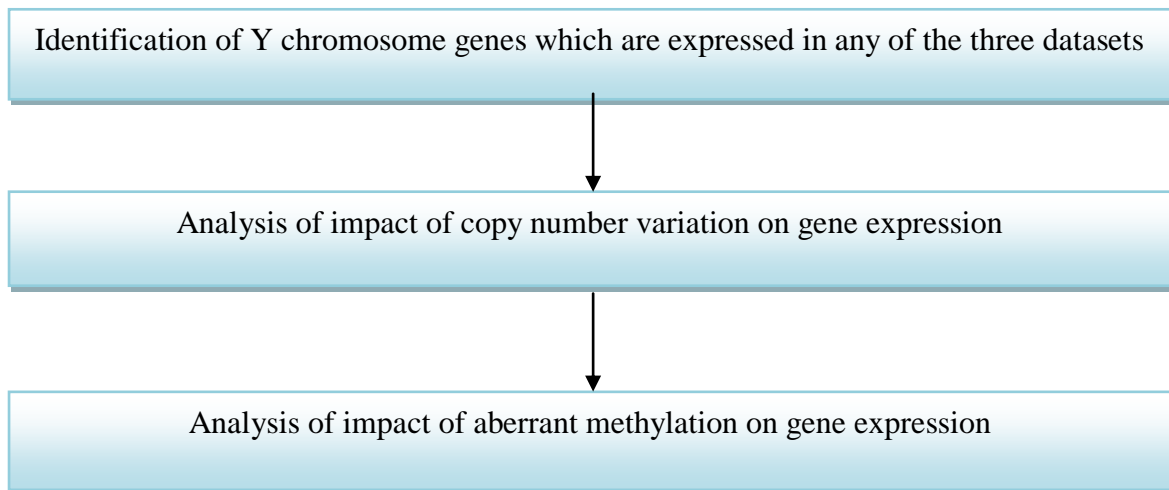 Identification of Y chromosome genes which are expressed in any of the three datasets
Analysis of impact of copy number variation on gene expression
Analysis of impact of aberrant methylation on gene expression